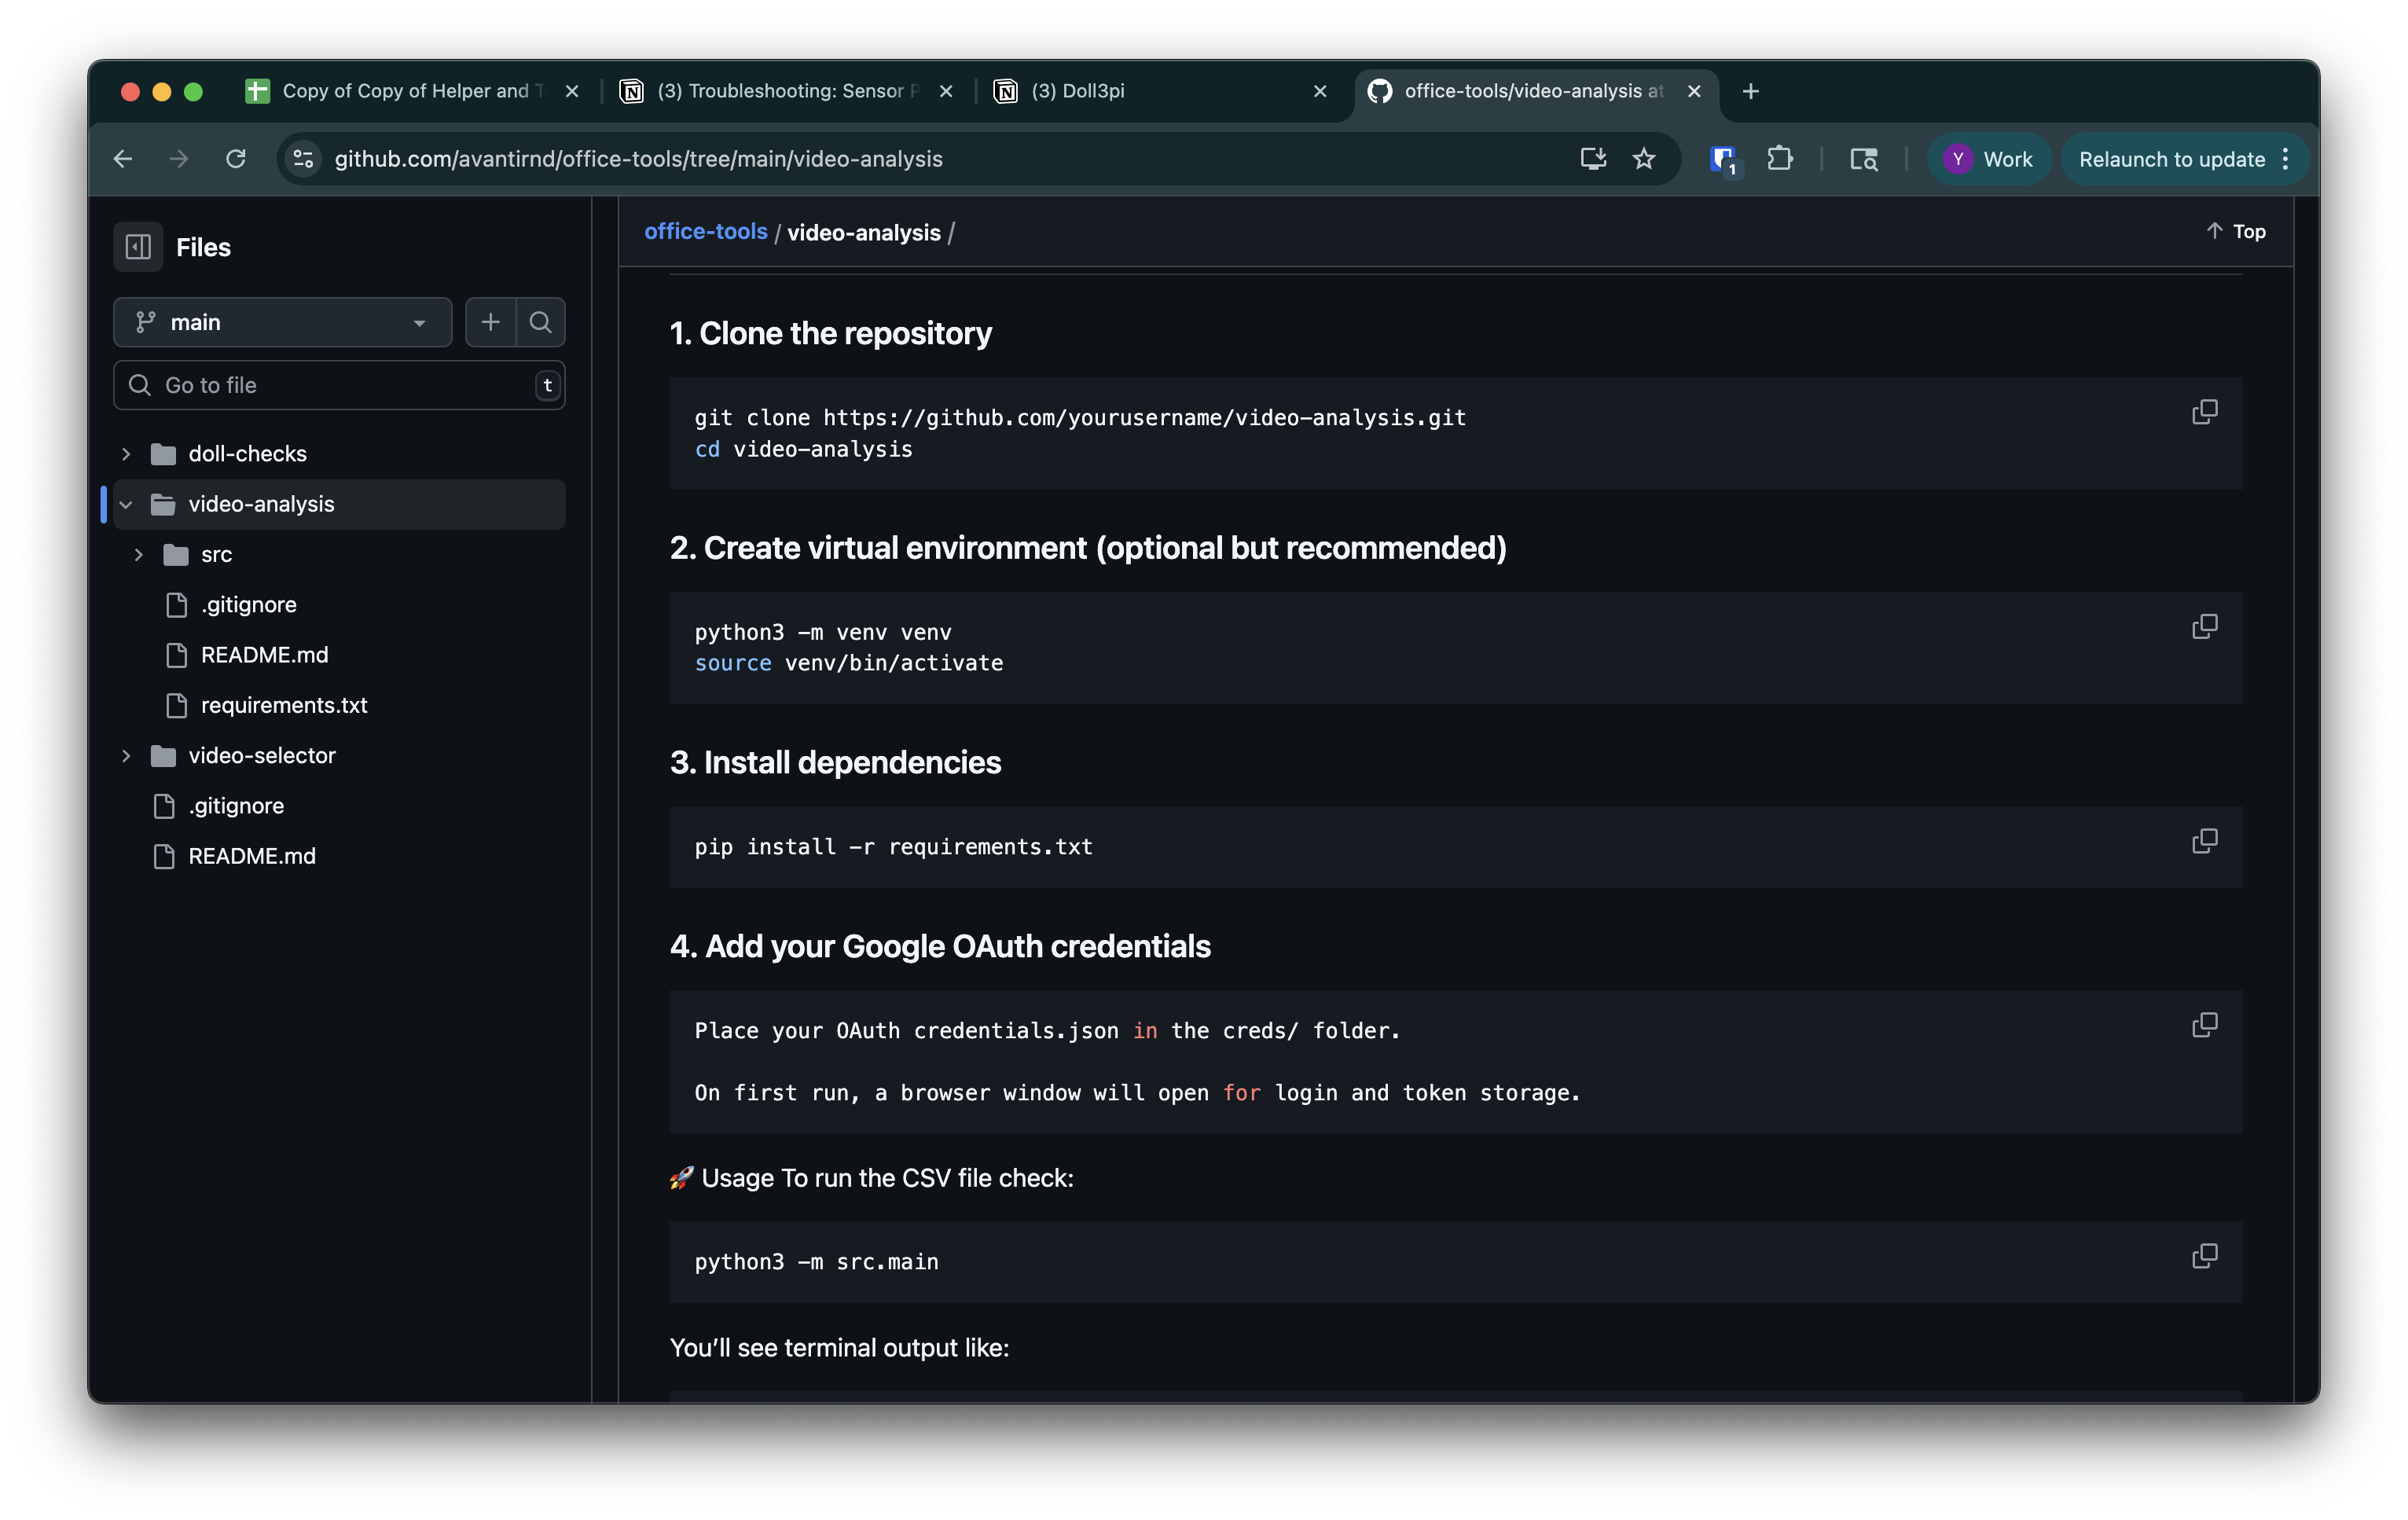 Copy of Copy of Helper and T
(3) Troubleshooting: Sensor P
(3) Doll3pi
office-tools/video-analysis at
github.com/avantirnd/office-tools/tree/main/video-analysis
1
Y
Work
Relaunch to update
Files
main
Go to file
t
doll-checks
video-analysis
src
.gitignore
README.md
requirements.txt
video-selector
.gitignore
README.md
office-tools / video-analysis /
Top
1. Clone the repository
git clone https://github.com/yourusername/video-analysis.git
cd video-analysis
2. Create virtual environment (optional but recommended)
python3 -m venv venv
source venv/bin/activate
3. Install dependencies
pip install -r requirements.txt
4. Add your Google OAuth credentials
Place your OAuth credentials.json in the creds/ folder.
On first run, a browser window will open for login and token storage.
🚀 Usage To run the CSV file check:
python3 -m src.main
You’ll see terminal output like: